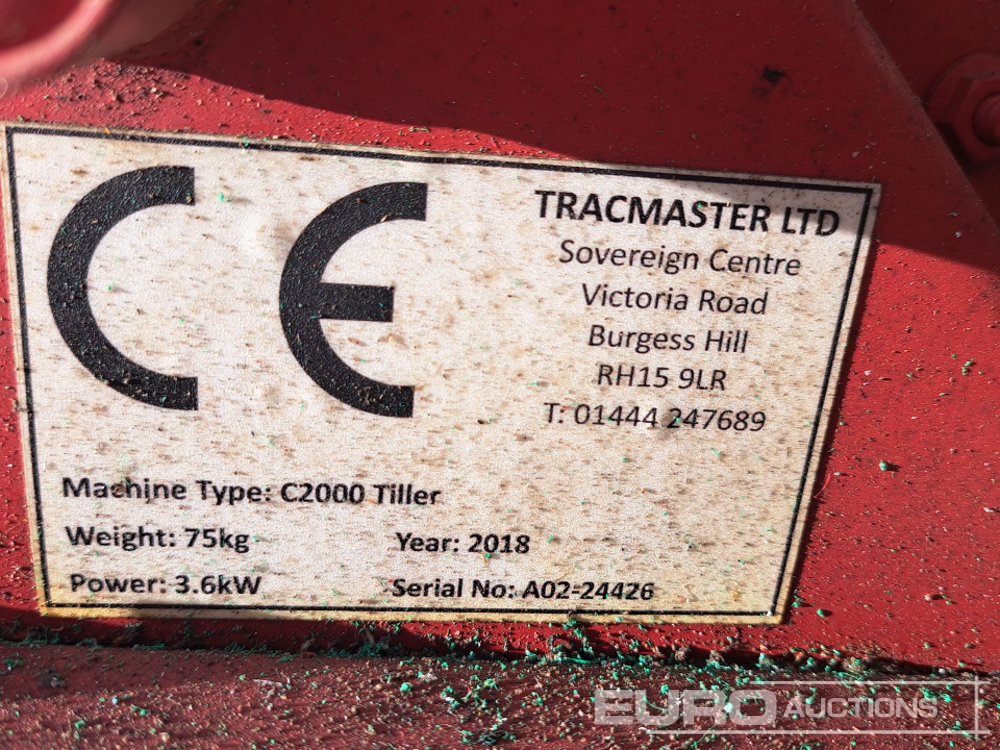 CE
TRACMASTER LTD
Sovereign Centre
Victoria Road
Burgess Hill
RH15 9LR
T: 01444 247689
Machine Type: C2000 Tiller
Weight: 75kg
Year: 2018
Power: 3.6kW
Serial No: A02-24426
EURO AUCTIONS